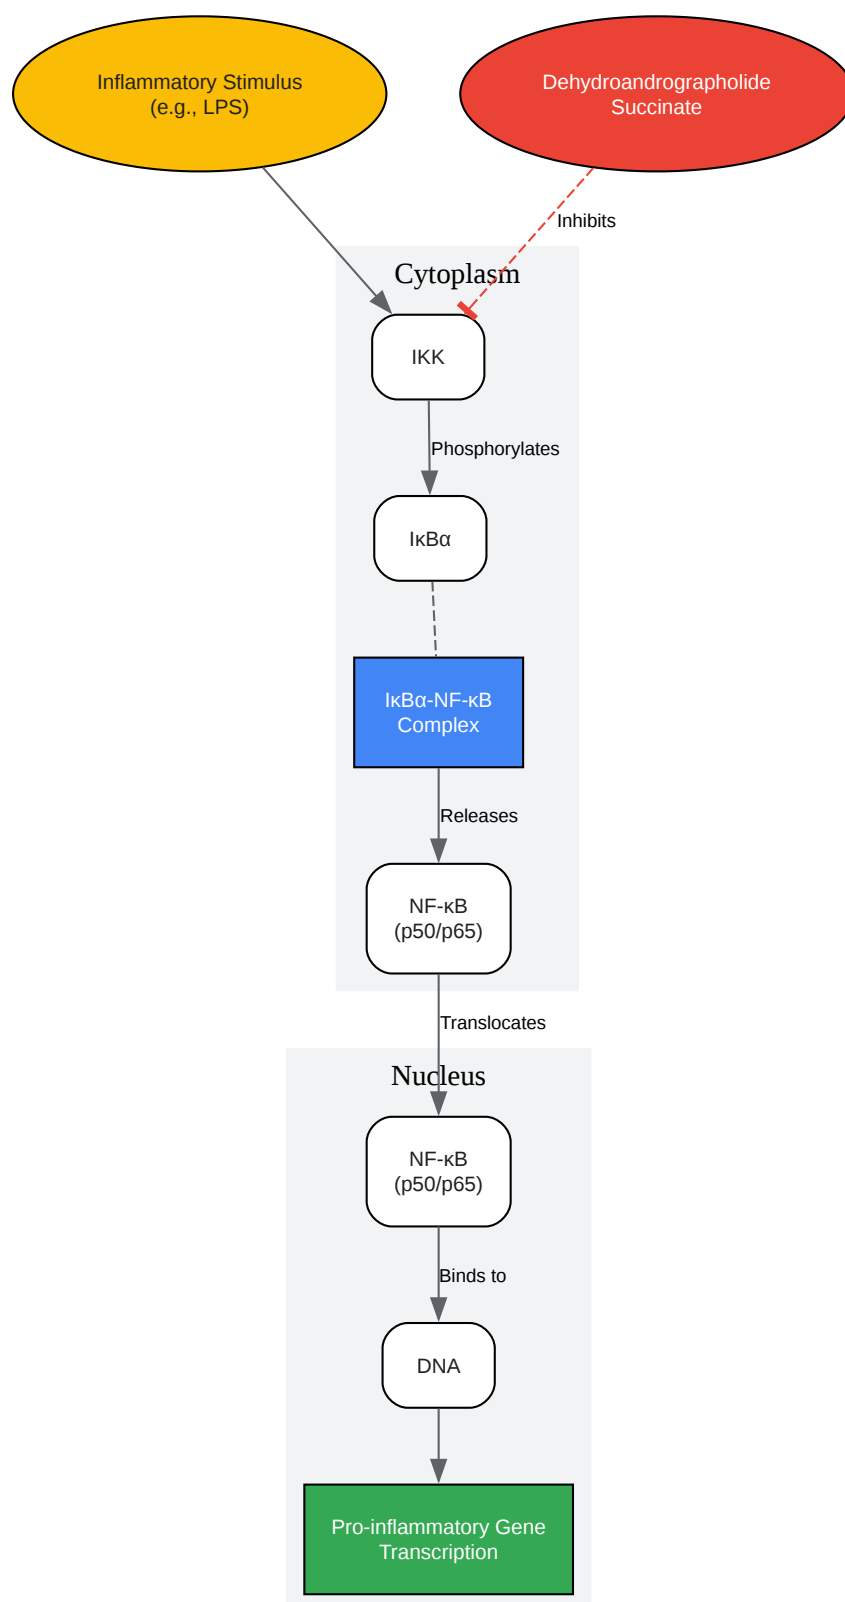 Inflammatory Stimulus
(e.g., LPS)
Dehydroandrographolide
Succinate
Inhibits
Cytoplasm
IKK
Phosphorylates
IκBα
IκBα-NF-κB
Complex
Releases
NF-κB
(p50/p65)
Translocates
Nucleus
NF-κB
(p50/p65)
Binds to
DNA
Pro-inflammatory Gene
Transcription